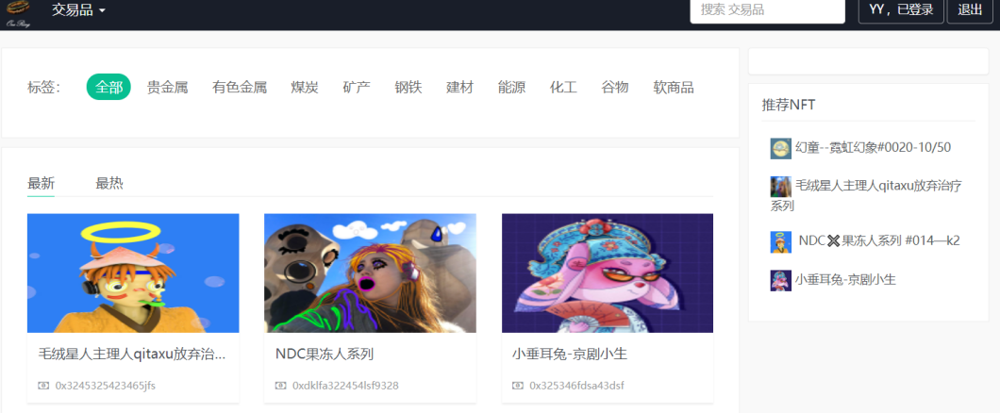 One Ring
交易品
搜索 交易品
YY，已登录
退出
标签：
全部
贵金属
有色金属
煤炭
矿产
钢铁
建材
能源
化工
谷物
软商品
最新
最热
毛绒星人主理人qitaxu放弃治...
0x3245325423465jfs
NDC果冻人系列
0xdklfa322454lsf9328
小垂耳兔-京剧小生
0x325346fdsa43dsf
推荐NFT
幻童--霓虹幻象#0020-10/50
毛绒星人主理人qitaxu放弃治疗
系列
NDC✖果冻人系列 #014—k2
小垂耳兔-京剧小生